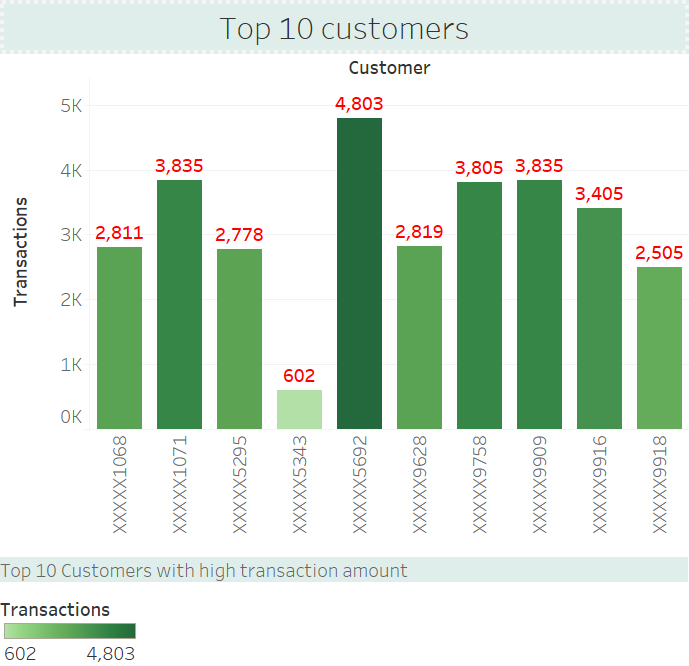 Top 10 customers
Customer
Transactions
5K
4K
3K
2K
1K
0K
2,811
3,835
2,778
602
4,803
2,819
3,805
3,835
3,405
2,505
XXXXX1068
XXXXX1071
XXXXX5295
XXXXX5343
XXXXX5692
XXXXX9628
XXXXX9758
XXXXX9909
XXXXX9916
XXXXX9918
Top 10 Customers with high transaction amount
Transactions
602 4,803